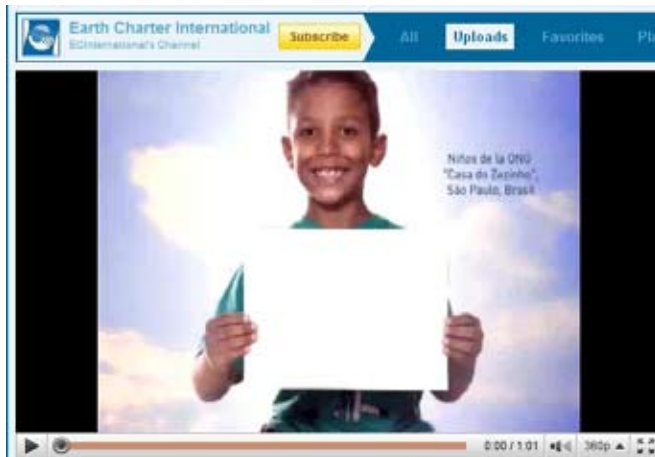 Earth Charter International
ECInternational's Channel
Subscribe
All
Uploads
Favorites
Niños de la ONG
"Casa do Zezinho",
São Paulo, Brasil
0:00 / 1:01
360p